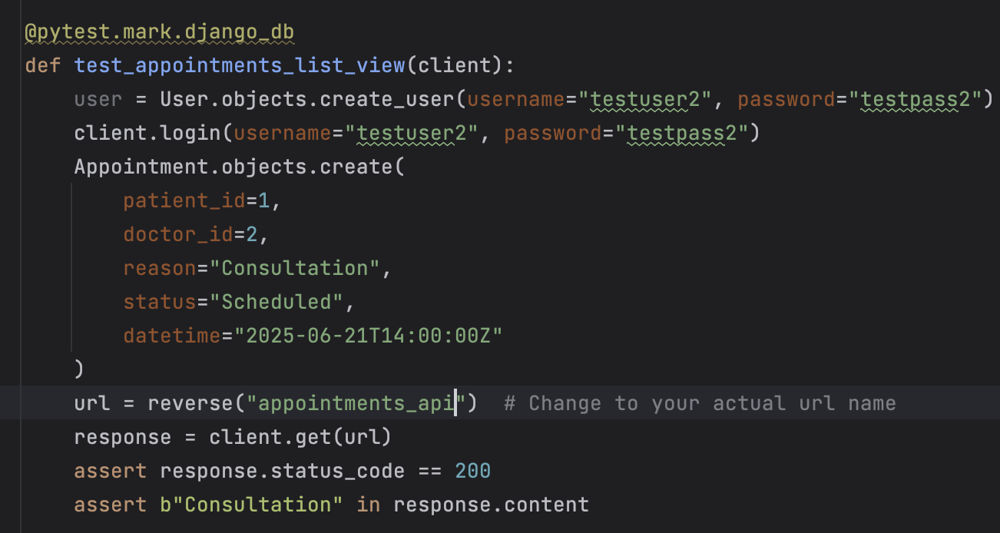 @pytest.mark.django_db
def test_appointments_list_view(client):
    user = User.objects.create_user(username="testuser2", password="testpass2")
    client.login(username="testuser2", password="testpass2")
    Appointment.objects.create(
        patient_id=1,
        doctor_id=2,
        reason="Consultation",
        status="Scheduled",
        datetime="2025-06-21T14:00:00Z"
    )
    url = reverse("appointments_api")  # Change to your actual url name
    response = client.get(url)
    assert response.status_code == 200
    assert b"Consultation" in response.content